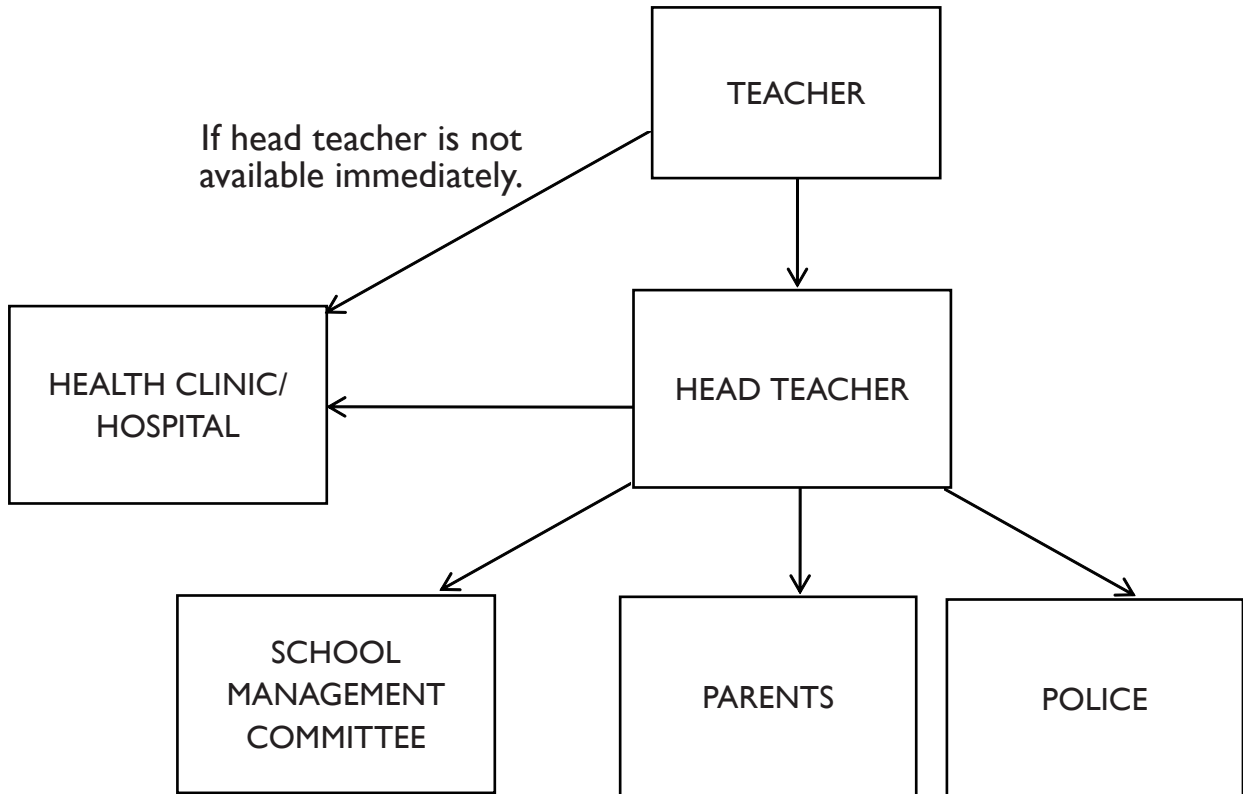 TEACHER
If head teacher is not
available immediately.
HEALTH CLINIC/
HOSPITAL
HEAD TEACHER
SCHOOL
MANAGEMENT
COMMITTEE
PARENTS
POLICE